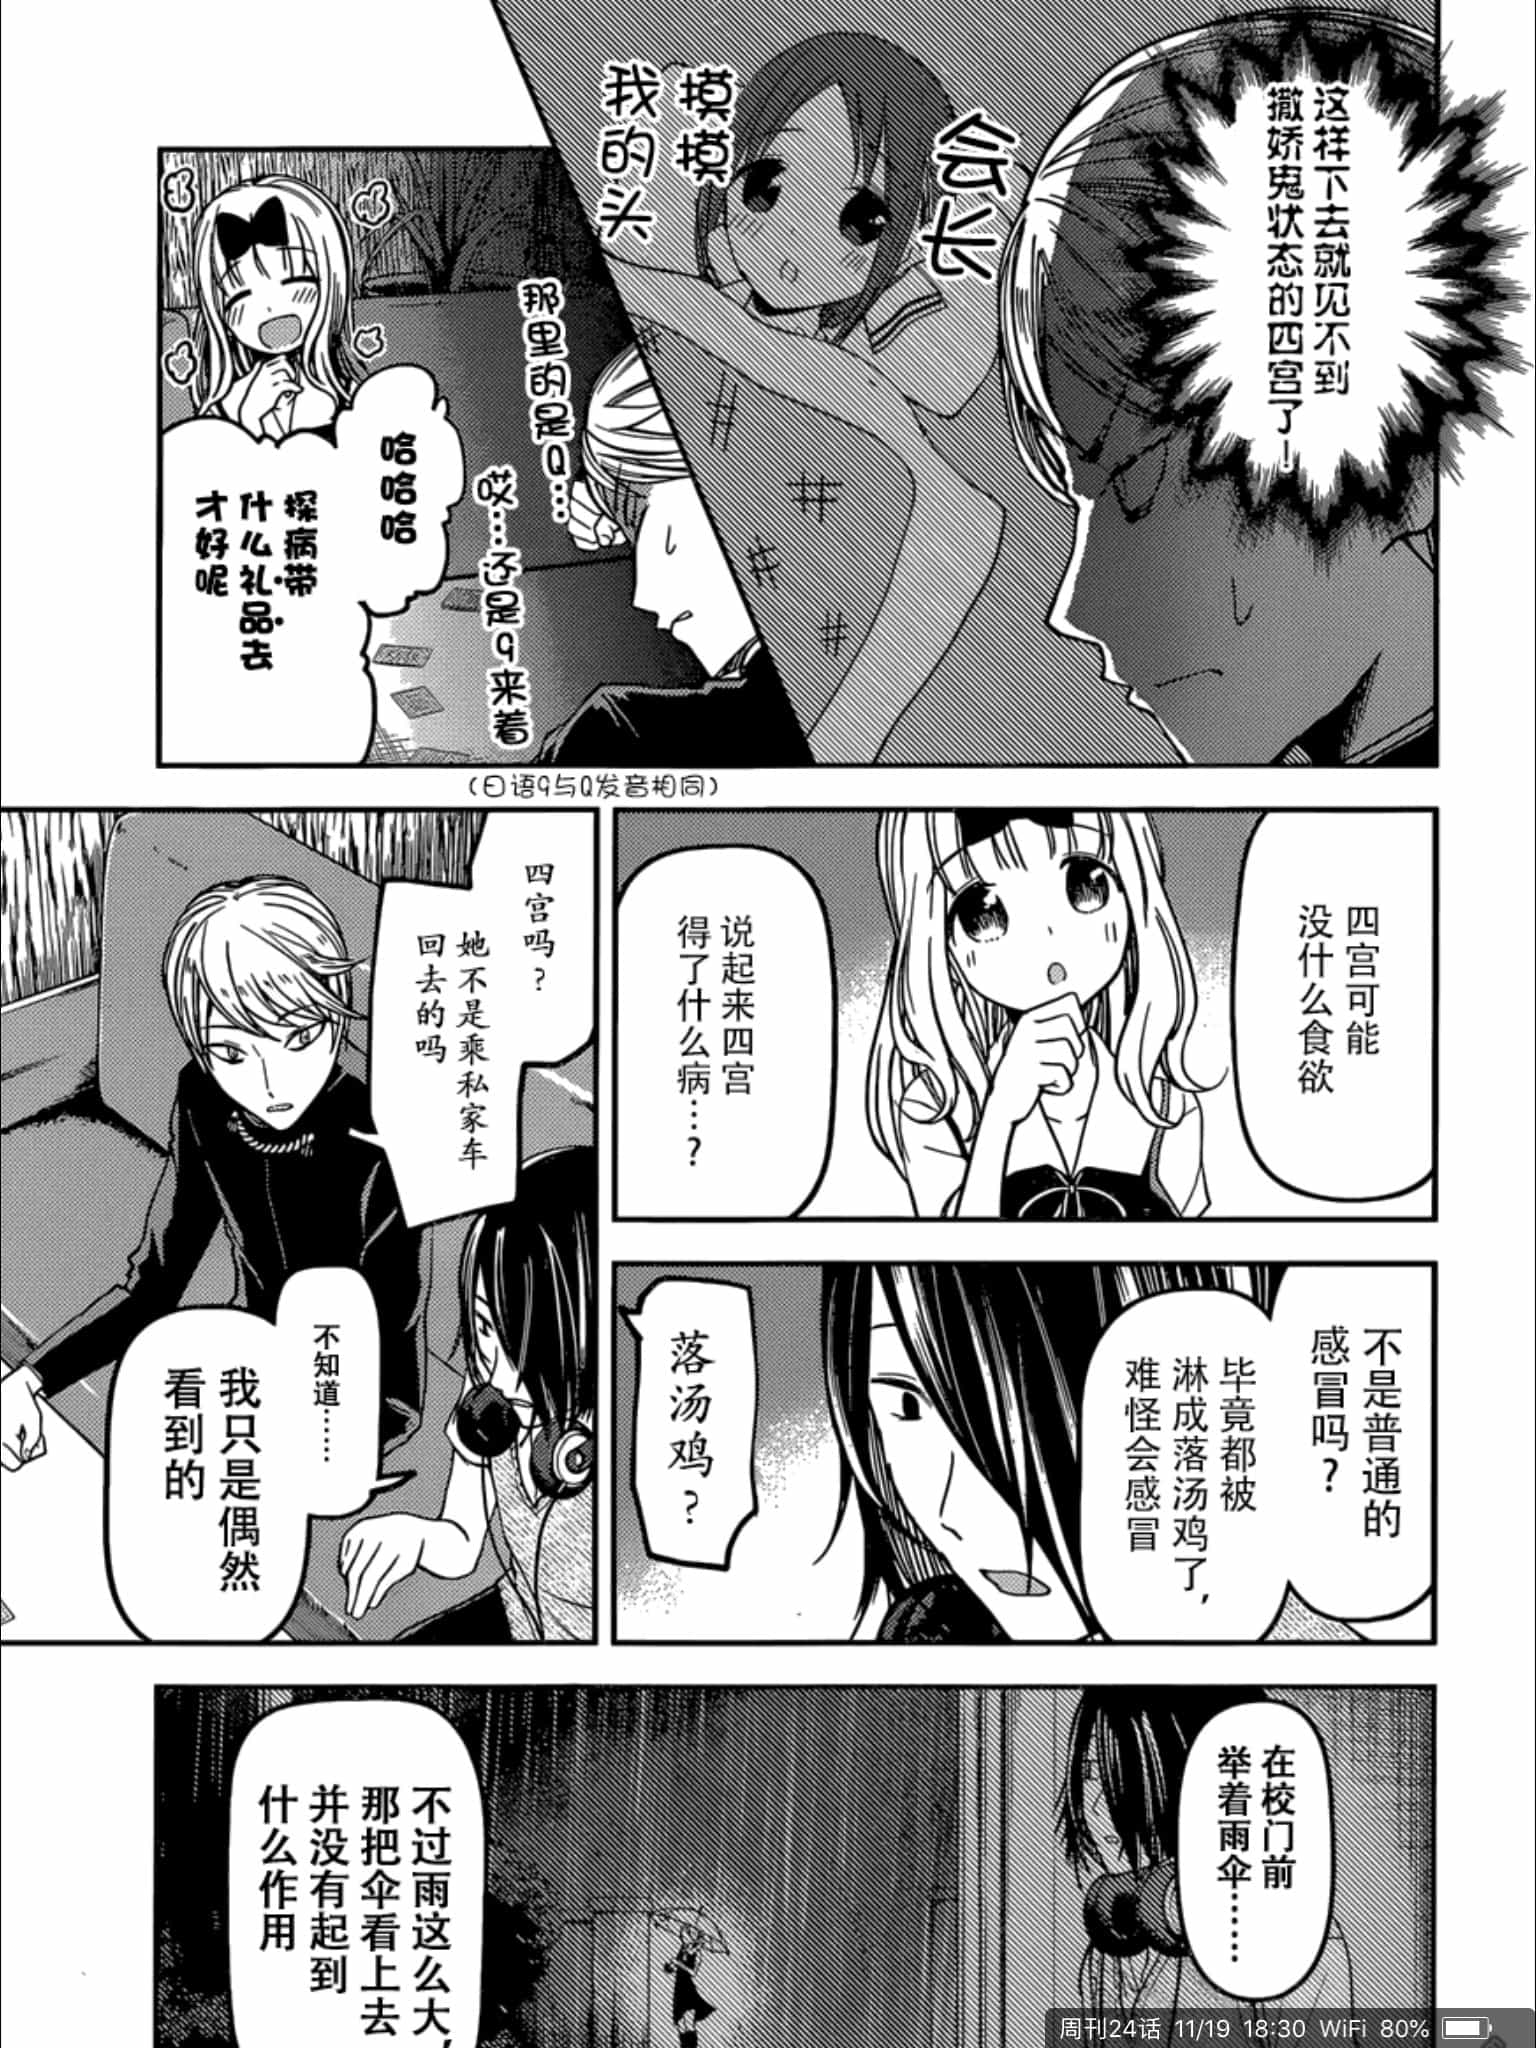 这样下去就见不到
撒娇鬼状态的四宫了!
会长
摸摸
我的头
那里的是Q…
哎…还是9来着
哈哈哈
探病带
什么礼品去
才好呢
(日语9与Q发音相同)
四宫可能
没什么食欲
说起来四宫
得了什么病……?
不是普通的
感冒吗?
毕竟都被
淋成落汤鸡了,
难怪会感冒
落汤鸡?
四宫吗?
她不是乘私家车
回去的吗
不知道……
我只是偶然
看到的
在校门前
举着雨伞……
不过雨这么大,
那把伞看上去
并没有起到
什么作用
周刊24话 11/19 18:30 WiFi 80%